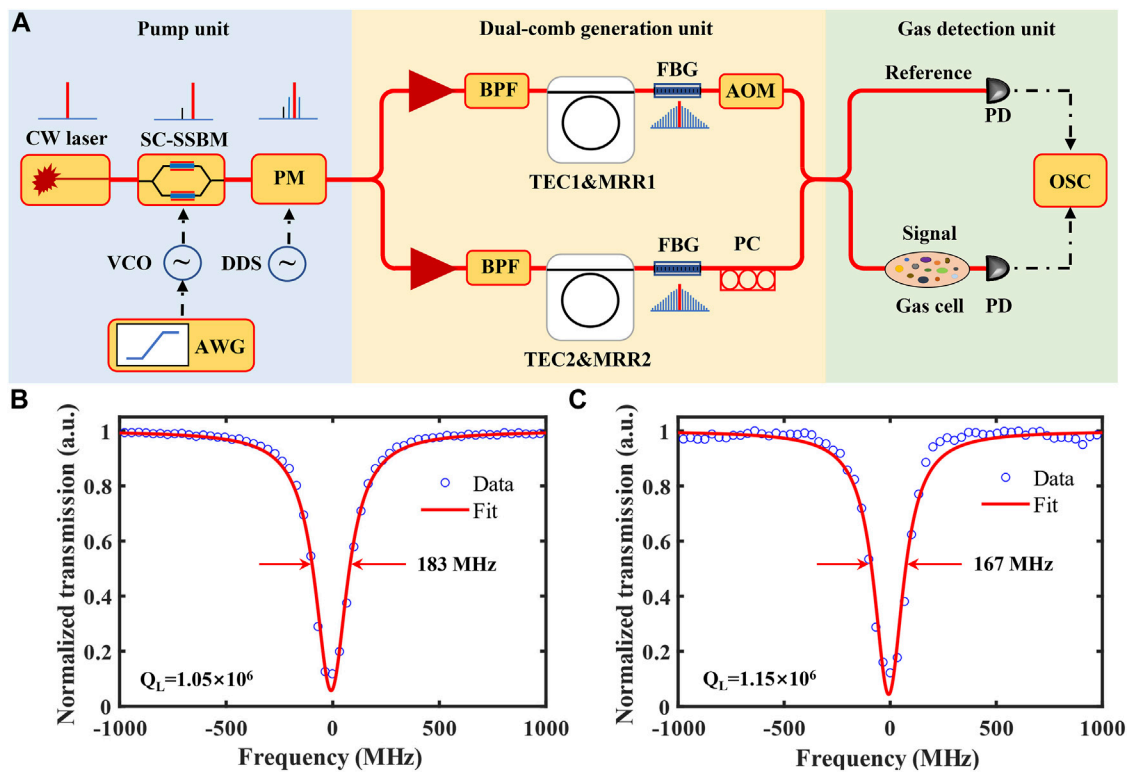 A
Pump unit
Dual-comb generation unit
Gas detection unit
CW laser
SC-SSBM
PM
VCO
DDS
AWG
BPF
FBG
AOM
TEC1&MRR1
BPF
FBG
PC
TEC2&MRR2
Reference
PD
OSC
Signal
Gas cell
PD
B
Normalized transmission (a.u.)
1
0.8
0.6
0.4
0.2
0
-1000
-500
0
500
1000
Frequency (MHz)
Data
Fit
183 MHz
Q_L=1.05×10⁶
C
Normalized transmission (a.u.)
1
0.8
0.6
0.4
0.2
0
-1000
-500
0
500
1000
Frequency (MHz)
Data
Fit
167 MHz
Q_L=1.15×10⁶